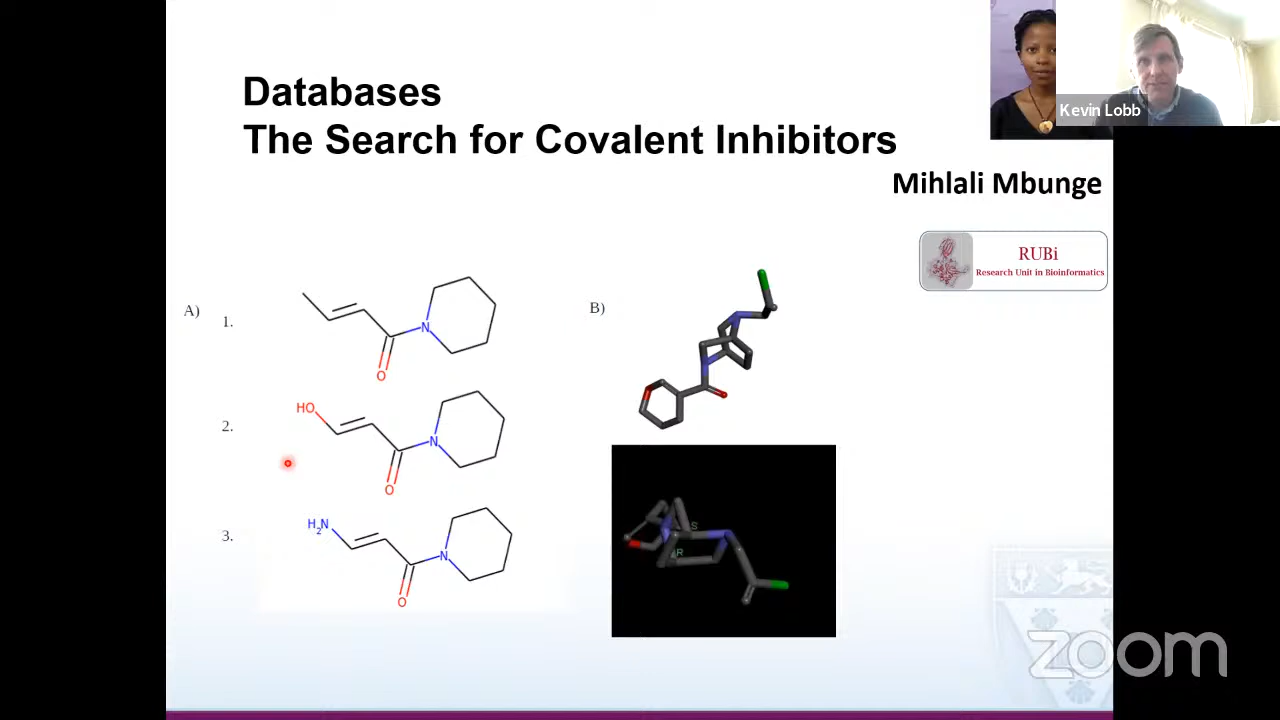 Databases
The Search for Covalent Inhibitors
Kevin Lobb
Mihlali Mbunge
RUBi
Research Unit in Bioinformatics
A)
1.
N
O
HO
2.
N
O
H2N
3.
N
O
B)
S
R
zoom